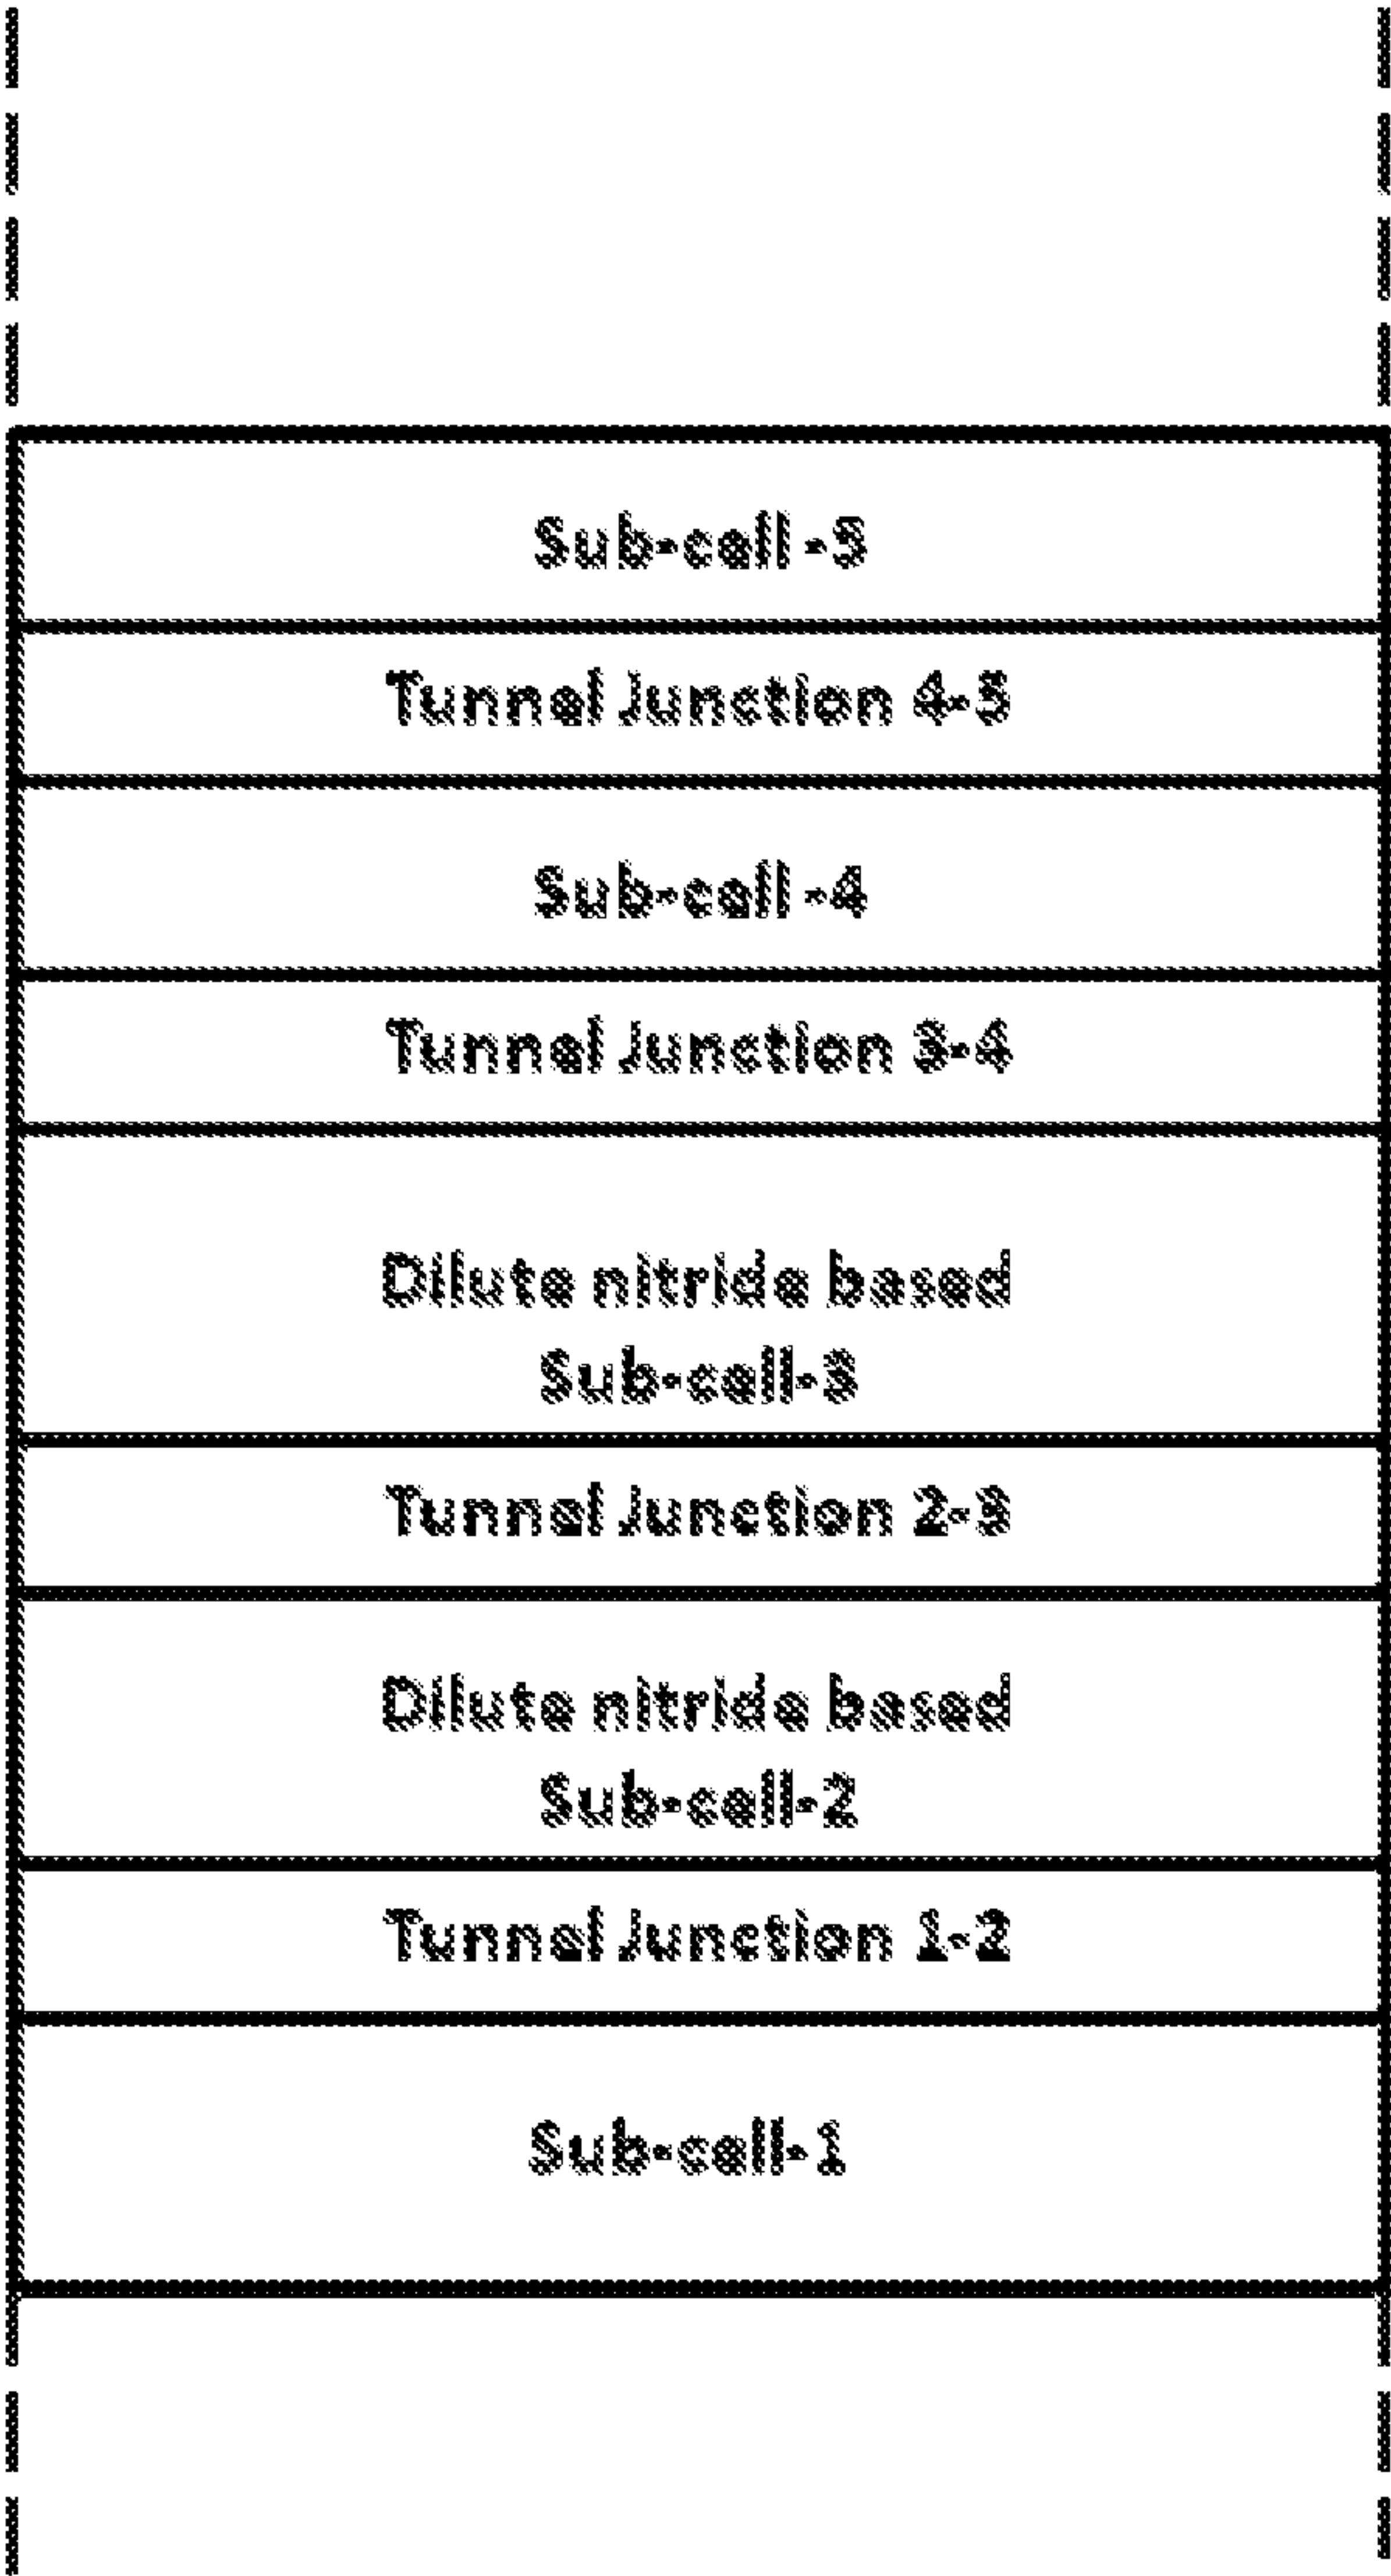 Sub-cell -5
Tunnel Junction 4-5
Sub-cell -4
Tunnel Junction 3-4
Dilute nitride based
Sub-cell-3
Tunnel Junction 2-3
Dilute nitride based
Sub-cell-2
Tunnel Junction 1-2
Sub-cell-1